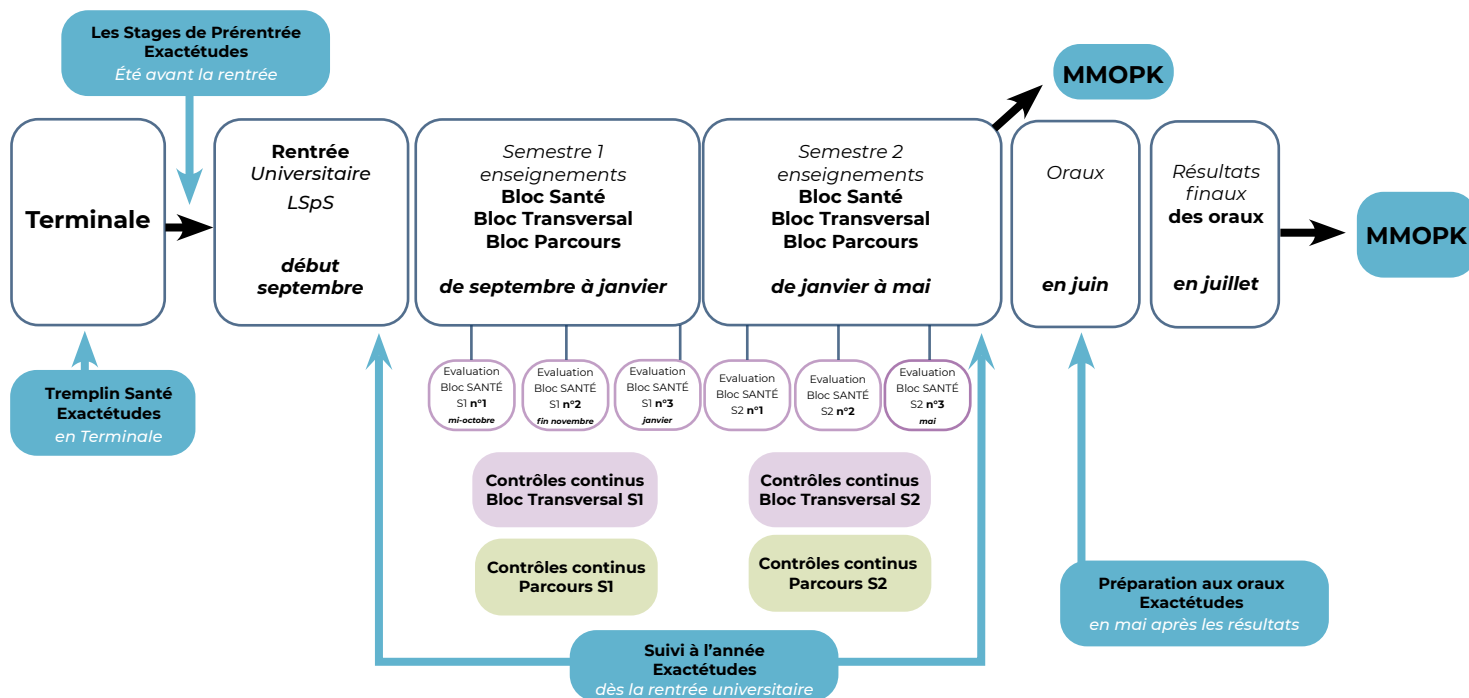 Les Stages de Prérentrée
Exactétudes
Été avant la rentrée
MMOPK
Terminale
Rentrée
Universitaire
LSpS
début
septembre
Semestre 1
enseignements
Bloc Santé
Bloc Transversal
Bloc Parcours
de septembre à janvier
Semestre 2
enseignements
Bloc Santé
Bloc Transversal
Bloc Parcours
de janvier à mai
Oraux
en juin
Résultats
finaux
des oraux
en juillet
MMOPK
Tremplin Santé
Exactétudes
en Terminale
Evaluation
Bloc SANTÉ
S1 n°1
mi-octobre
Evaluation
Bloc SANTÉ
S1 n°2
fin novembre
Evaluation
Bloc SANTÉ
S1 n°3
janvier
Evaluation
Bloc SANTÉ
S2 n°1
Evaluation
Bloc SANTÉ
S2 n°2
Evaluation
Bloc SANTÉ
S2 n°3
mai
Contrôles continus
Bloc Transversal S1
Contrôles continus
Bloc Transversal S2
Contrôles continus
Parcours S1
Contrôles continus
Parcours S2
Préparation aux oraux
Exactétudes
en mai après les résultats
Suivi à l'année
Exactétudes
dès la rentrée universitaire